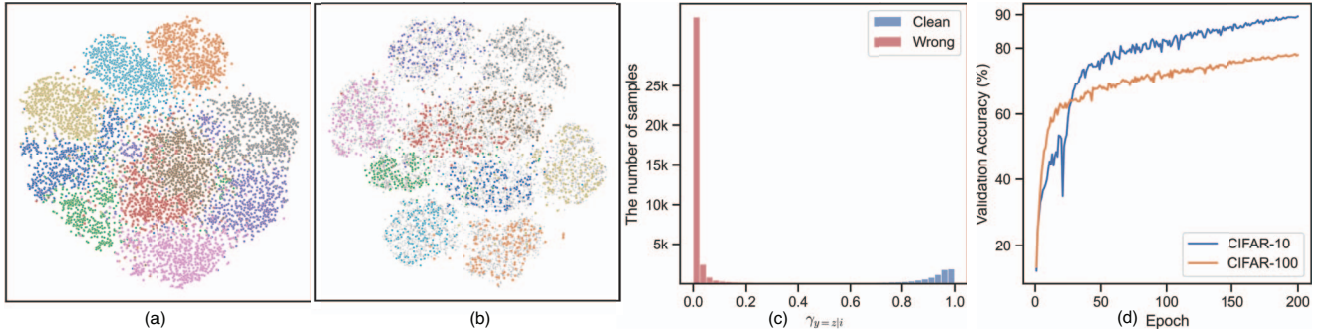 (a)
(b)
The number of samples
25k
20k
15k
10k
5k
Clean
Wrong
0.0
0.2
0.4
0.6
0.8
1.0
γy=z|i
(c)
Validation Accuracy (%)
90
80
60
40
20
CIFAR-10
CIFAR-100
0
50
100
150
200
Epoch
(d)